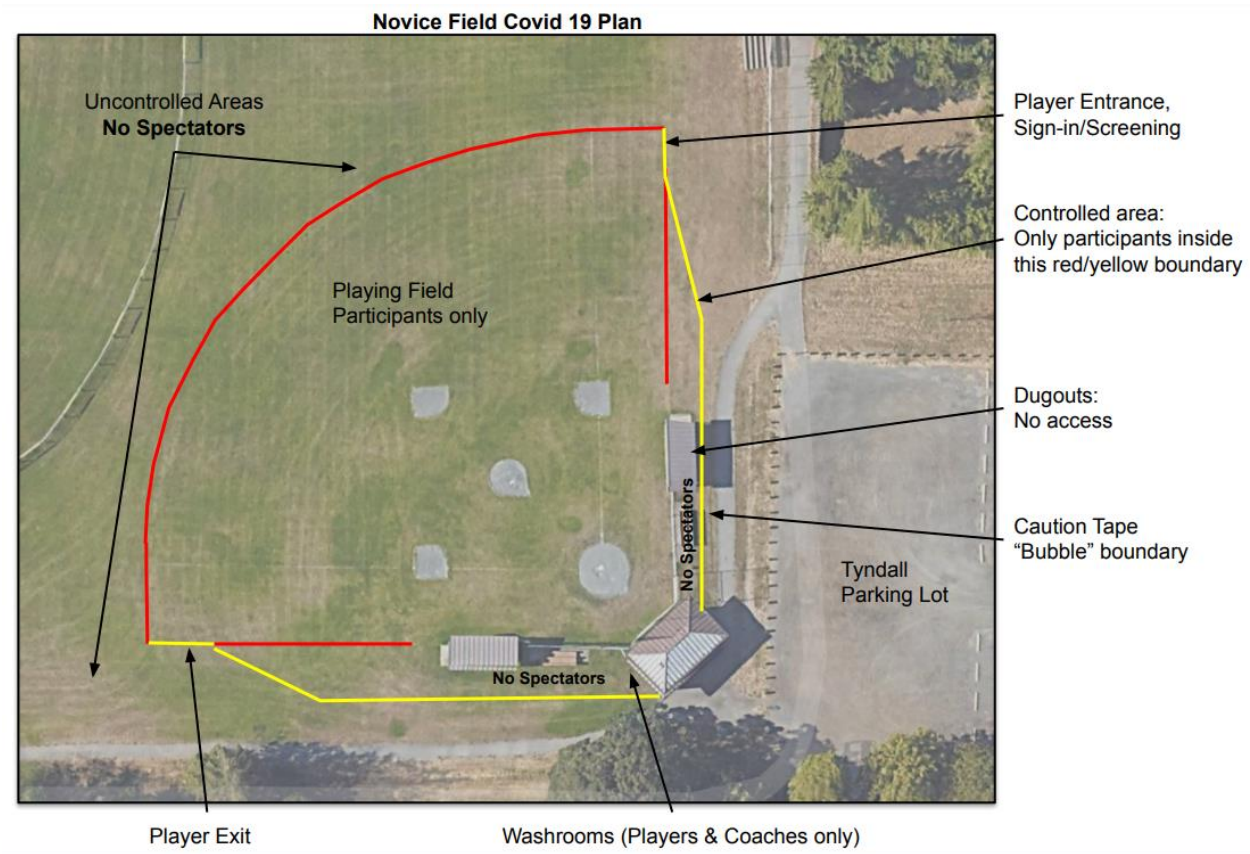 Novice Field Covid 19 Plan
Uncontrolled Areas
No Spectators
Player Entrance,
Sign-in/Screening
Controlled area:
Only participants inside
this red/yellow boundary
Playing Field
Participants only
Dugouts:
No access
No Spectators
Caution Tape
“Bubble” boundary
Tyndall
Parking Lot
No Spectators
Player Exit
Washrooms (Players & Coaches only)